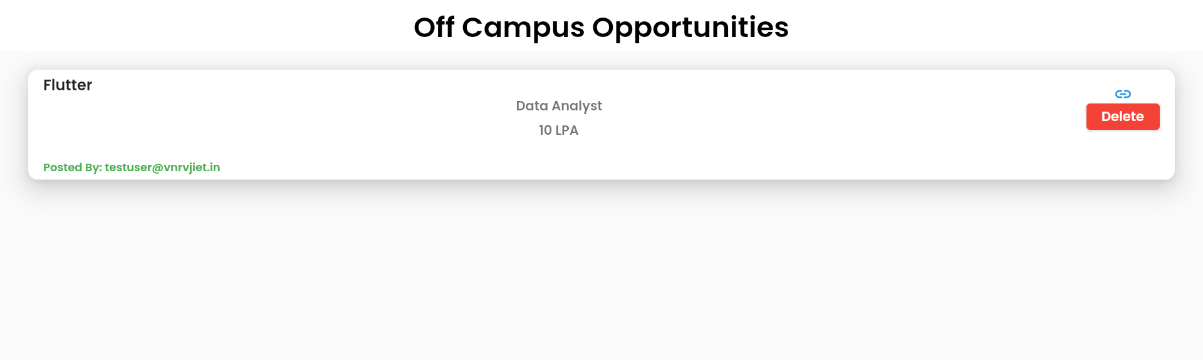 Off Campus Opportunities
Flutter
Data Analyst
10 LPA
Delete
Posted By: testuser@vnrvjiet.in